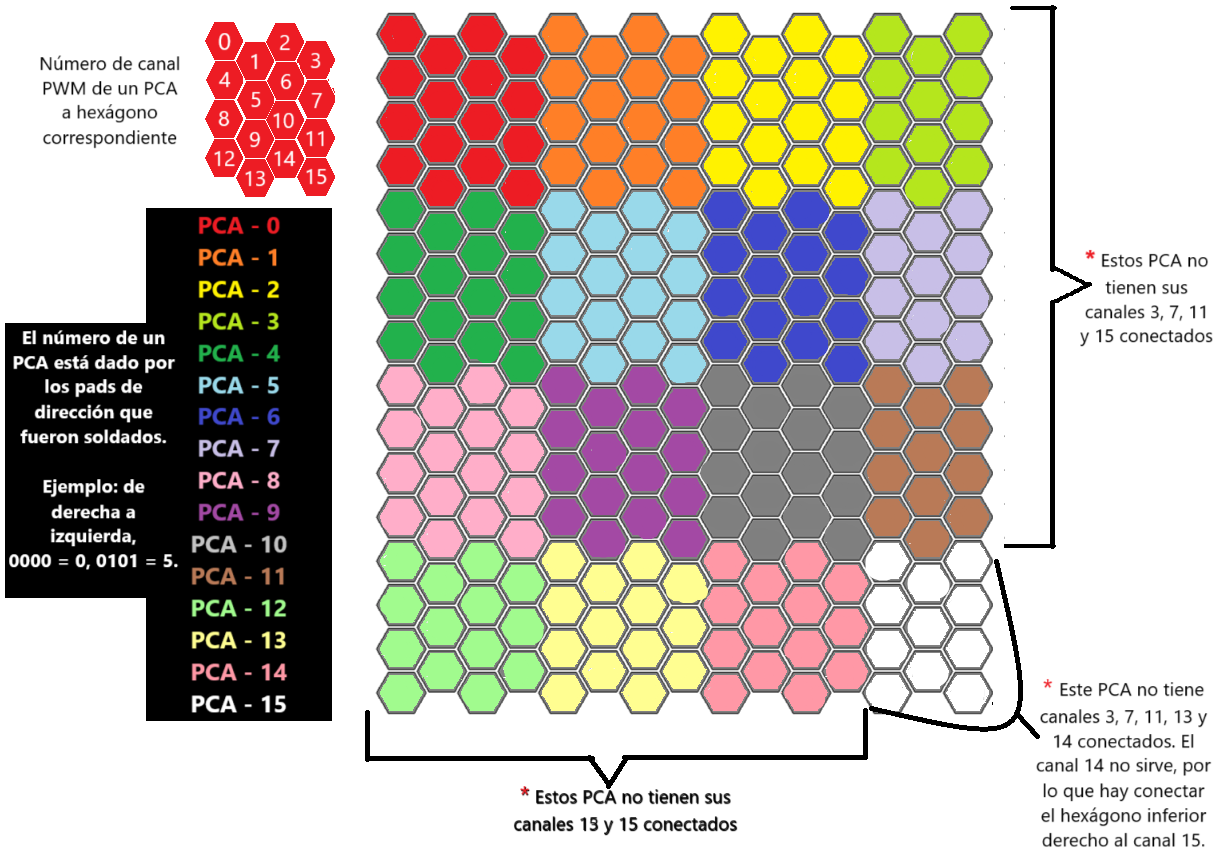 Número de canal
PWM de un PCA
a hexágono
correspondiente
0
1
2
3
4
5
6
7
8
9
10
11
12
13
14
15
PCA - 0
PCA - 1
PCA - 2
PCA - 3
PCA - 4
PCA - 5
PCA - 6
PCA - 7
PCA - 8
PCA - 9
PCA - 10
PCA - 11
PCA - 12
PCA - 13
PCA - 14
PCA - 15
El número de un
PCA está dado por
los pads de
dirección que
fueron soldados.
Ejemplo: de
derecha a
izquierda,
0000 = 0, 0101 = 5.
* Estos PCA no
tienen sus
canales 3, 7, 11
y 15 conectados
* Este PCA no tiene
canales 3, 7, 11, 13 y
14 conectados. El
canal 14 no sirve, por
lo que hay conectar
el hexágono inferior
derecho al canal 15.
* Estos PCA no tienen sus
canales 13 y 15 conectados